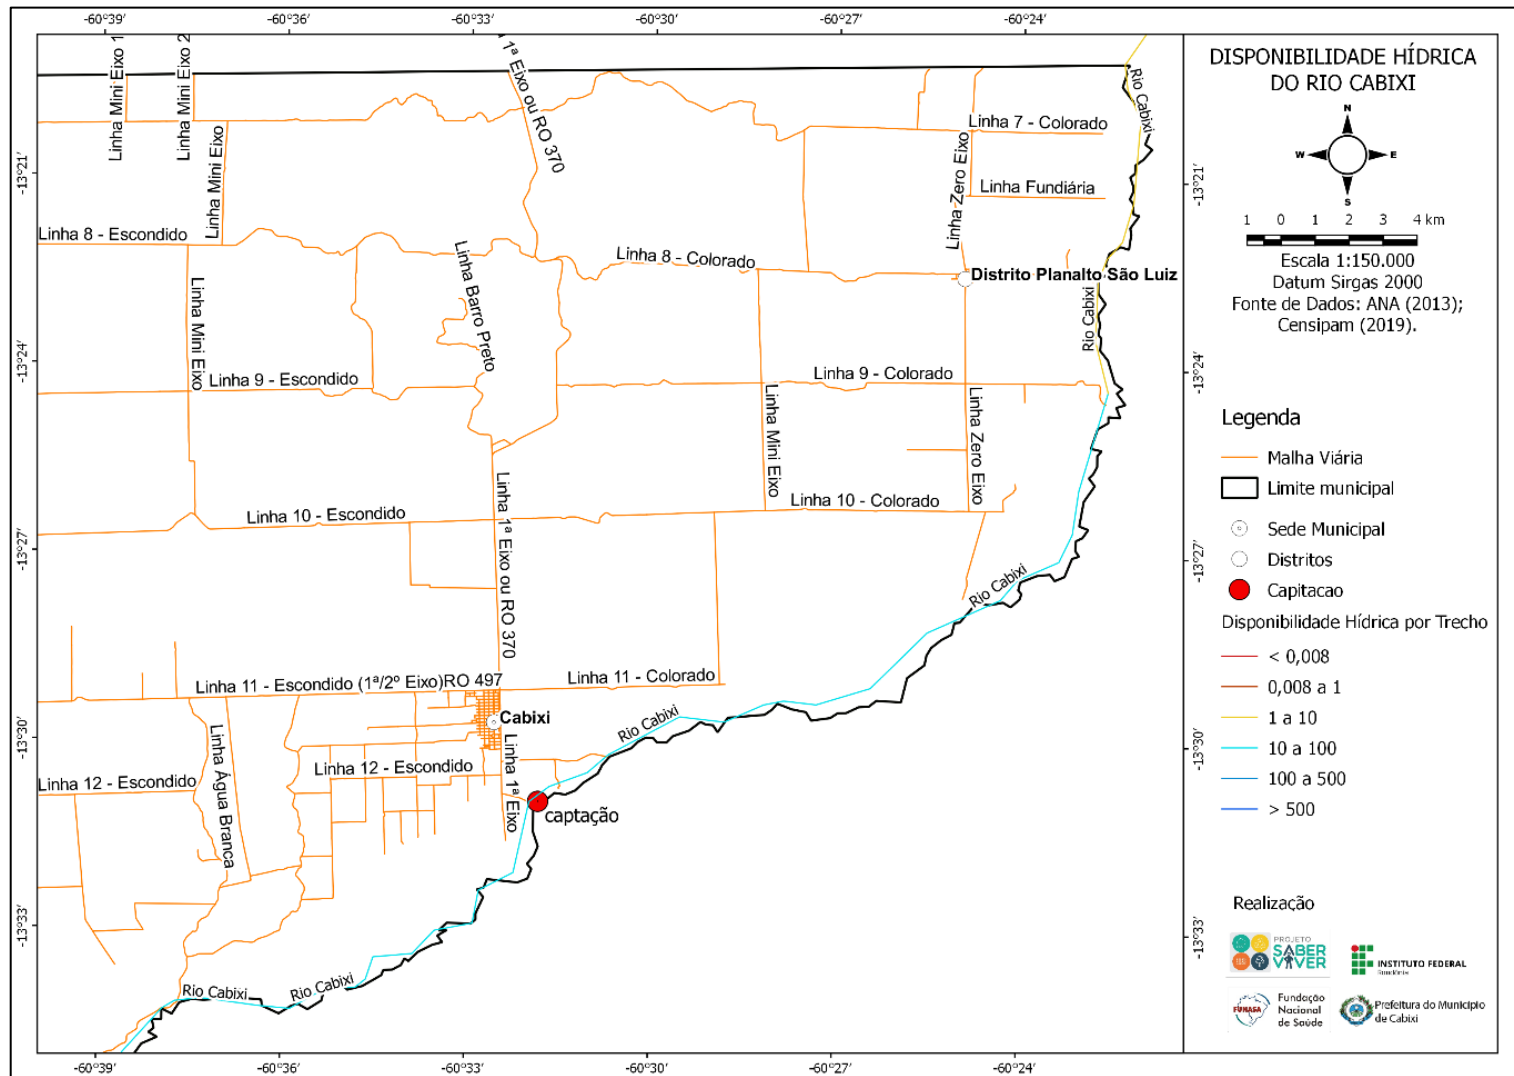 -60°39'
-60°36'
-60°33'
-60°30'
-60°27'
-60°24'
Linha Mini Eixo 1
Linha Mini Eixo 2
1ª Eixo ou RO 370
Rio Cabixi
Linha Mini Eixo
Linha 7 - Colorado
Linha Zero Eixo
Linha Fundiária
-13°21'
-13°21'
Linha 8 - Escondido
Linha Barro Preto
Linha 8 - Colorado
Distrito Planalto São Luiz
Linha Mini Eixo
Rio Cabixi
-13°24'
-13°24'
Linha 9 - Escondido
Linha 9 - Colorado
Linha Mini Eixo
Linha Zero Eixo
Linha 1ª Eixo ou RO 370
Linha 10 - Escondido
Linha 10 - Colorado
-13°27'
-13°27'
Rio Cabixi
Linha 11 - Escondido (1ª/2º Eixo)RO 497
Linha 11 - Colorado
Cabixi
Rio Cabixi
-13°30'
-13°30'
Linha Água Branca
Linha 12 - Escondido
Linha 12 - Escondido
Linha 1ª Eixo
captação
-13°33'
-13°33'
Rio Cabixi
Rio Cabixi
-60°39'
-60°36'
-60°33'
-60°30'
-60°27'
-60°24'
DISPONIBILIDADE HÍDRICA
DO RIO CABIXI
N
W
E
S
1 0 1 2 3 4 km
Escala 1:150.000
Datum Sirgas 2000
Fonte de Dados: ANA (2013);
Censipam (2019).
Legenda
Malha Viária
Limite municipal
Sede Municipal
Distritos
Capitacao
Disponibilidade Hídrica por Trecho
< 0,008
0,008 a 1
1 a 10
10 a 100
100 a 500
> 500
Realização
PROJETO
SABER
VIVER
INSTITUTO FEDERAL
Rondônia
FUNASA
Fundação
Nacional
de Saúde
Prefeitura do Município
de Cabixi